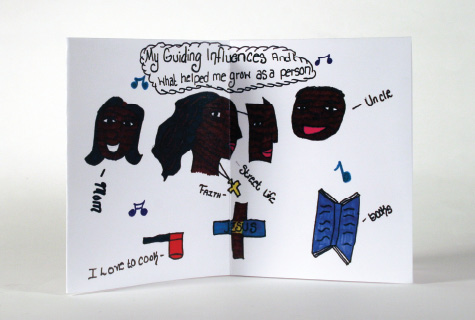 My Guiding Influences And
what helped me grow as a person
Uncle
Mom
Street Life
FAITH
books
I Love to cook